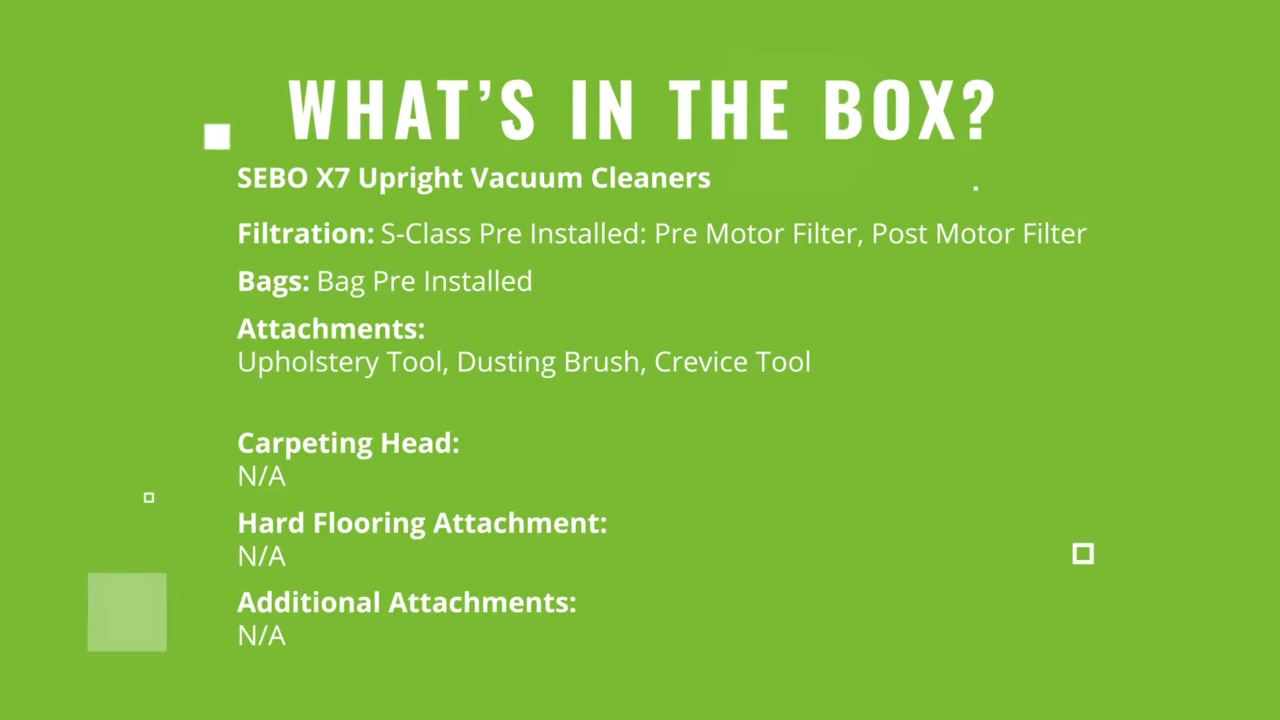 WHAT’S IN THE BOX?
SEBO X7 Upright Vacuum Cleaners
Filtration: S-Class Pre Installed: Pre Motor Filter, Post Motor Filter
Bags: Bag Pre Installed
Attachments:
Upholstery Tool, Dusting Brush, Crevice Tool
Carpeting Head:
N/A
Hard Flooring Attachment:
N/A
Additional Attachments:
N/A